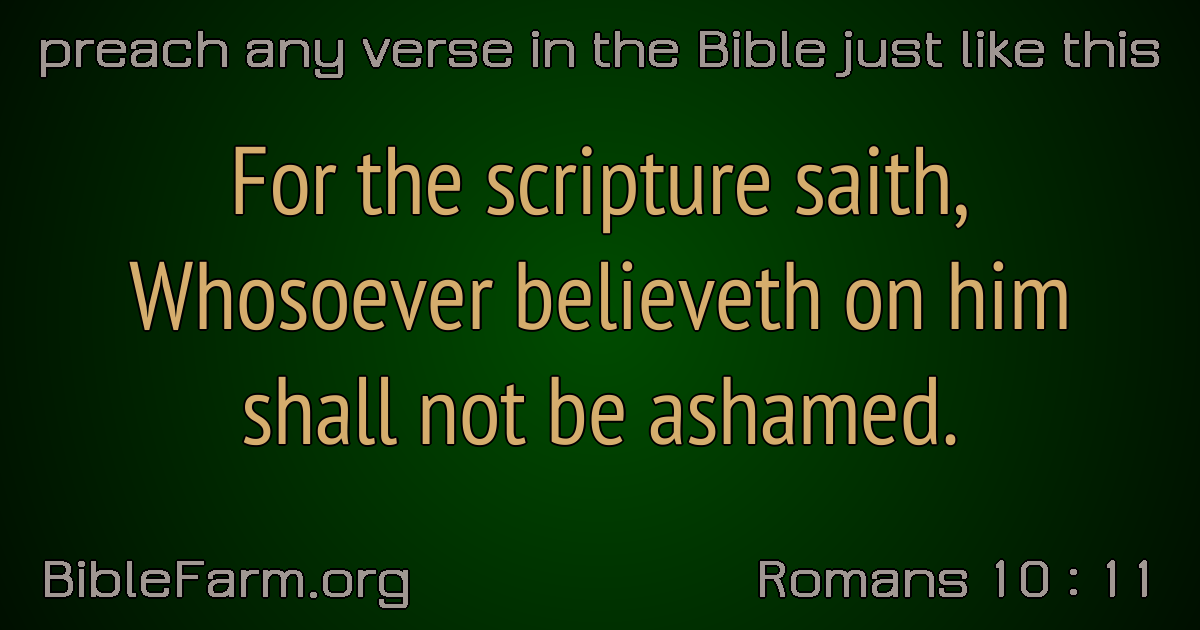 preach any verse in the Bible just like this
For the scripture saith,
Whosoever believeth on him
shall not be ashamed.
BibleFarm.org
Romans 10 : 11